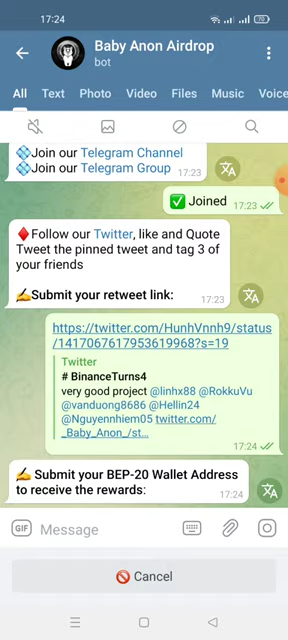 17:24
70
Baby Anon Airdrop
bot
All Text Photo Video Files Music Voice
Join our Telegram Channel
Join our Telegram Group
17:23
Joined
17:23
Follow our Twitter, like and Quote
Tweet the pinned tweet and tag 3 of
your friends
Submit your retweet link:
17:23
https://twitter.com/HunhVnnh9/status
/1417067617953619968?s=19
Twitter
# BinanceTurns4
very good project @linhx88 @RokkuVu
@vanduong8686 @Hellin24
@Nguyennhiem05 twitter.com/
_Baby_Anon_/st...
17:24
Submit your BEP-20 Wallet Address
to receive the rewards:
17:24
GIF Message
Cancel